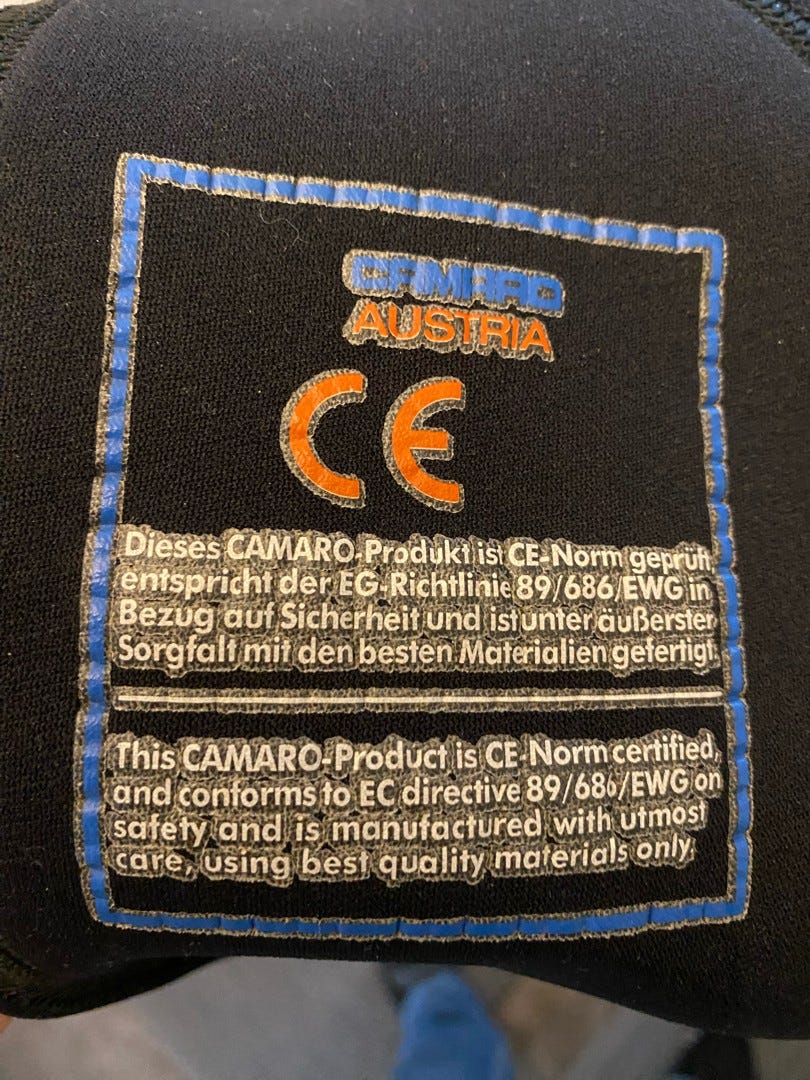 CAMARO
AUSTRIA
CE
Dieses CAMARO-Produkt ist CE-Norm geprüft,
entspricht der EG-Richtlinie 89/686/EWG in
Bezug auf Sicherheit und ist unter äußerster
Sorgfalt mit den besten Materialien gefertigt.
This CAMARO-Product is CE-Norm certified,
and conforms to EC directive 89/686/EWG on
safety and is manufactured with utmost
care, using best quality materials only.